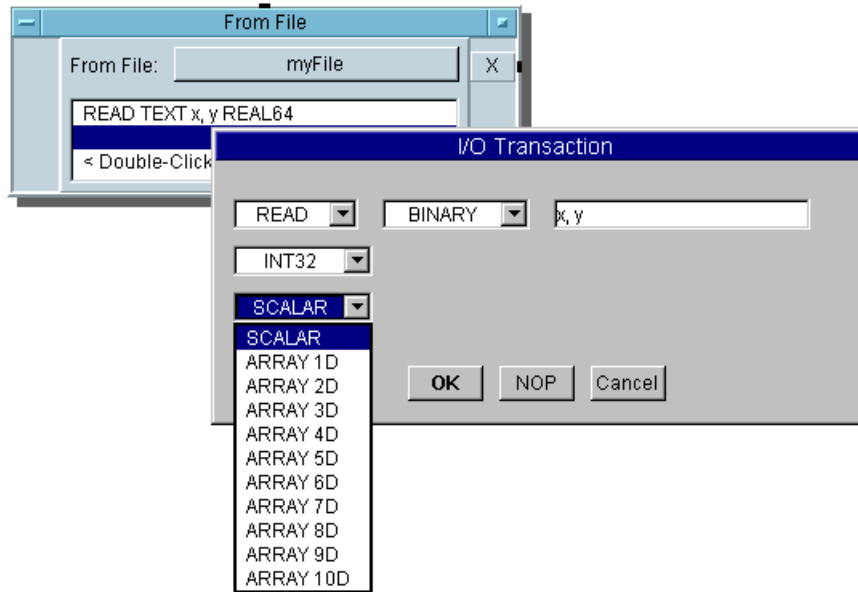 From File
From File: myFile X
READ TEXT x, y REAL64
< Double-Click
I/O Transaction
READ BINARY x, y
INT32
SCALAR
SCALAR
ARRAY 1D
ARRAY 2D
ARRAY 3D
ARRAY 4D
ARRAY 5D
ARRAY 6D
ARRAY 7D
ARRAY 8D
ARRAY 9D
ARRAY 10D
OK NOP Cancel